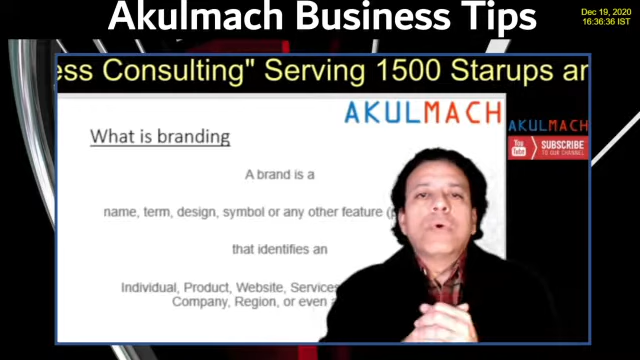 Akulmach Business Tips
Dec 19, 2020
16:36:36 IST
ess Consulting" Serving 1500 Starups an
AKULMACH
What is branding
AKULMACH
You Tube SUBSCRIBE
TO OUR CHANNEL
A brand is a
name, term, design, symbol or any other feature
that identifies an
Individual, Product, Website, Services
Company, Region, or even